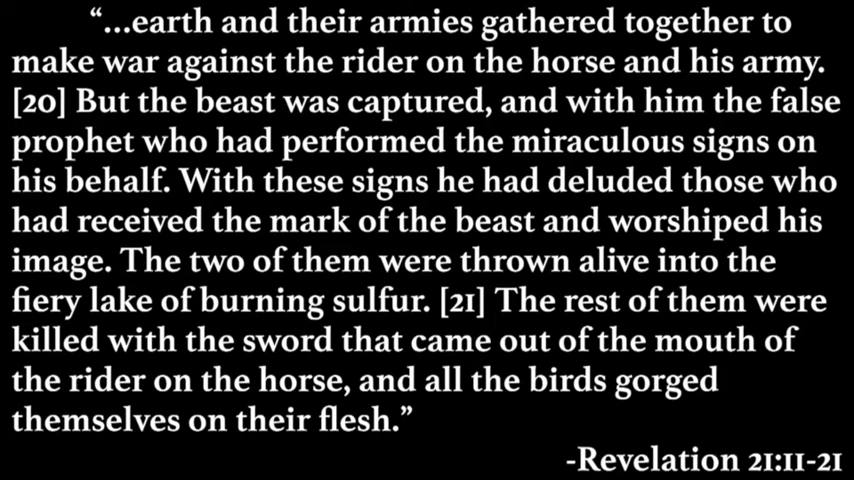 “...earth and their armies gathered together to
make war against the rider on the horse and his army.
[20] But the beast was captured, and with him the false
prophet who had performed the miraculous signs on
his behalf. With these signs he had deluded those who
had received the mark of the beast and worshiped his
image. The two of them were thrown alive into the
fiery lake of burning sulfur. [21] The rest of them were
killed with the sword that came out of the mouth of
the rider on the horse, and all the birds gorged
themselves on their flesh.”
-Revelation 21:11-21